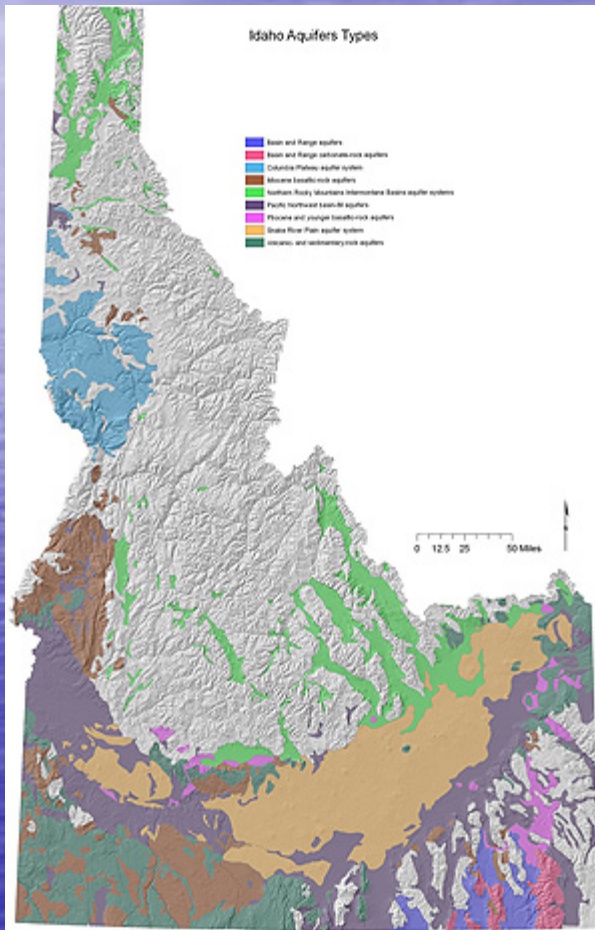 Idaho Aquifers Types
Basin and Range aquifers
Basin and Range carbonate-rock aquifers
Columbia Plateau aquifer system
Miocene basaltic-rock aquifers
Northern Rocky Mountains Intermontane Basins aquifer systems
Pacific Northwest basin-fill aquifers
Pliocene and younger basaltic-rock aquifers
Snake River Plain aquifer system
Volcanic- and sedimentary-rock aquifers
0 12.5 25 50 Miles